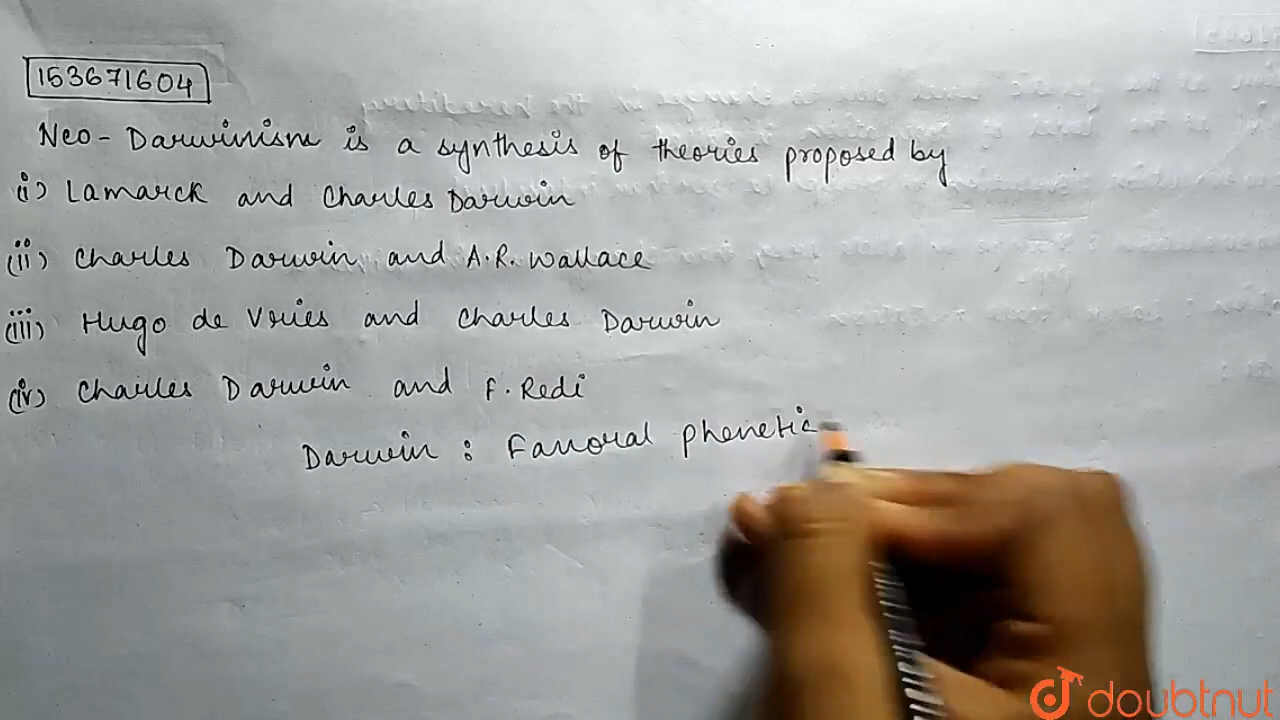 153671604
Neo-Darwinism is a synthesis of theories proposed by
(i) Lamarck and Charles Darwin
(ii) Charles Darwin and A.R. Wallace
(iii) Hugo de Vries and Charles Darwin
(iv) Charles Darwin and F. Redi
Darwin : Favoral phenetic
doubtnut